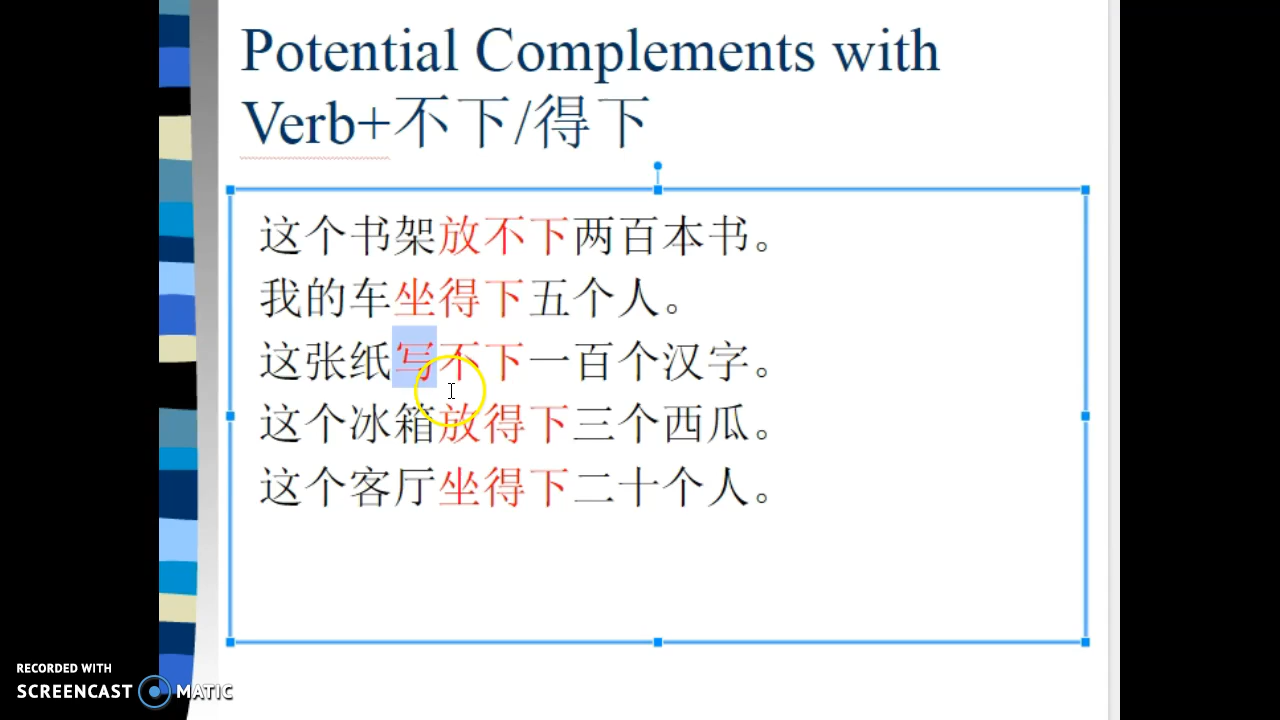 Potential Complements with
Verb+不下/得下
这个书架放不下两百本书。
我的车坐得下五个人。
这张纸写不下一百个汉字。
这个冰箱放得下三个西瓜。
这个客厅坐得下二十个人。
RECORDED WITH
SCREENCAST MATIC